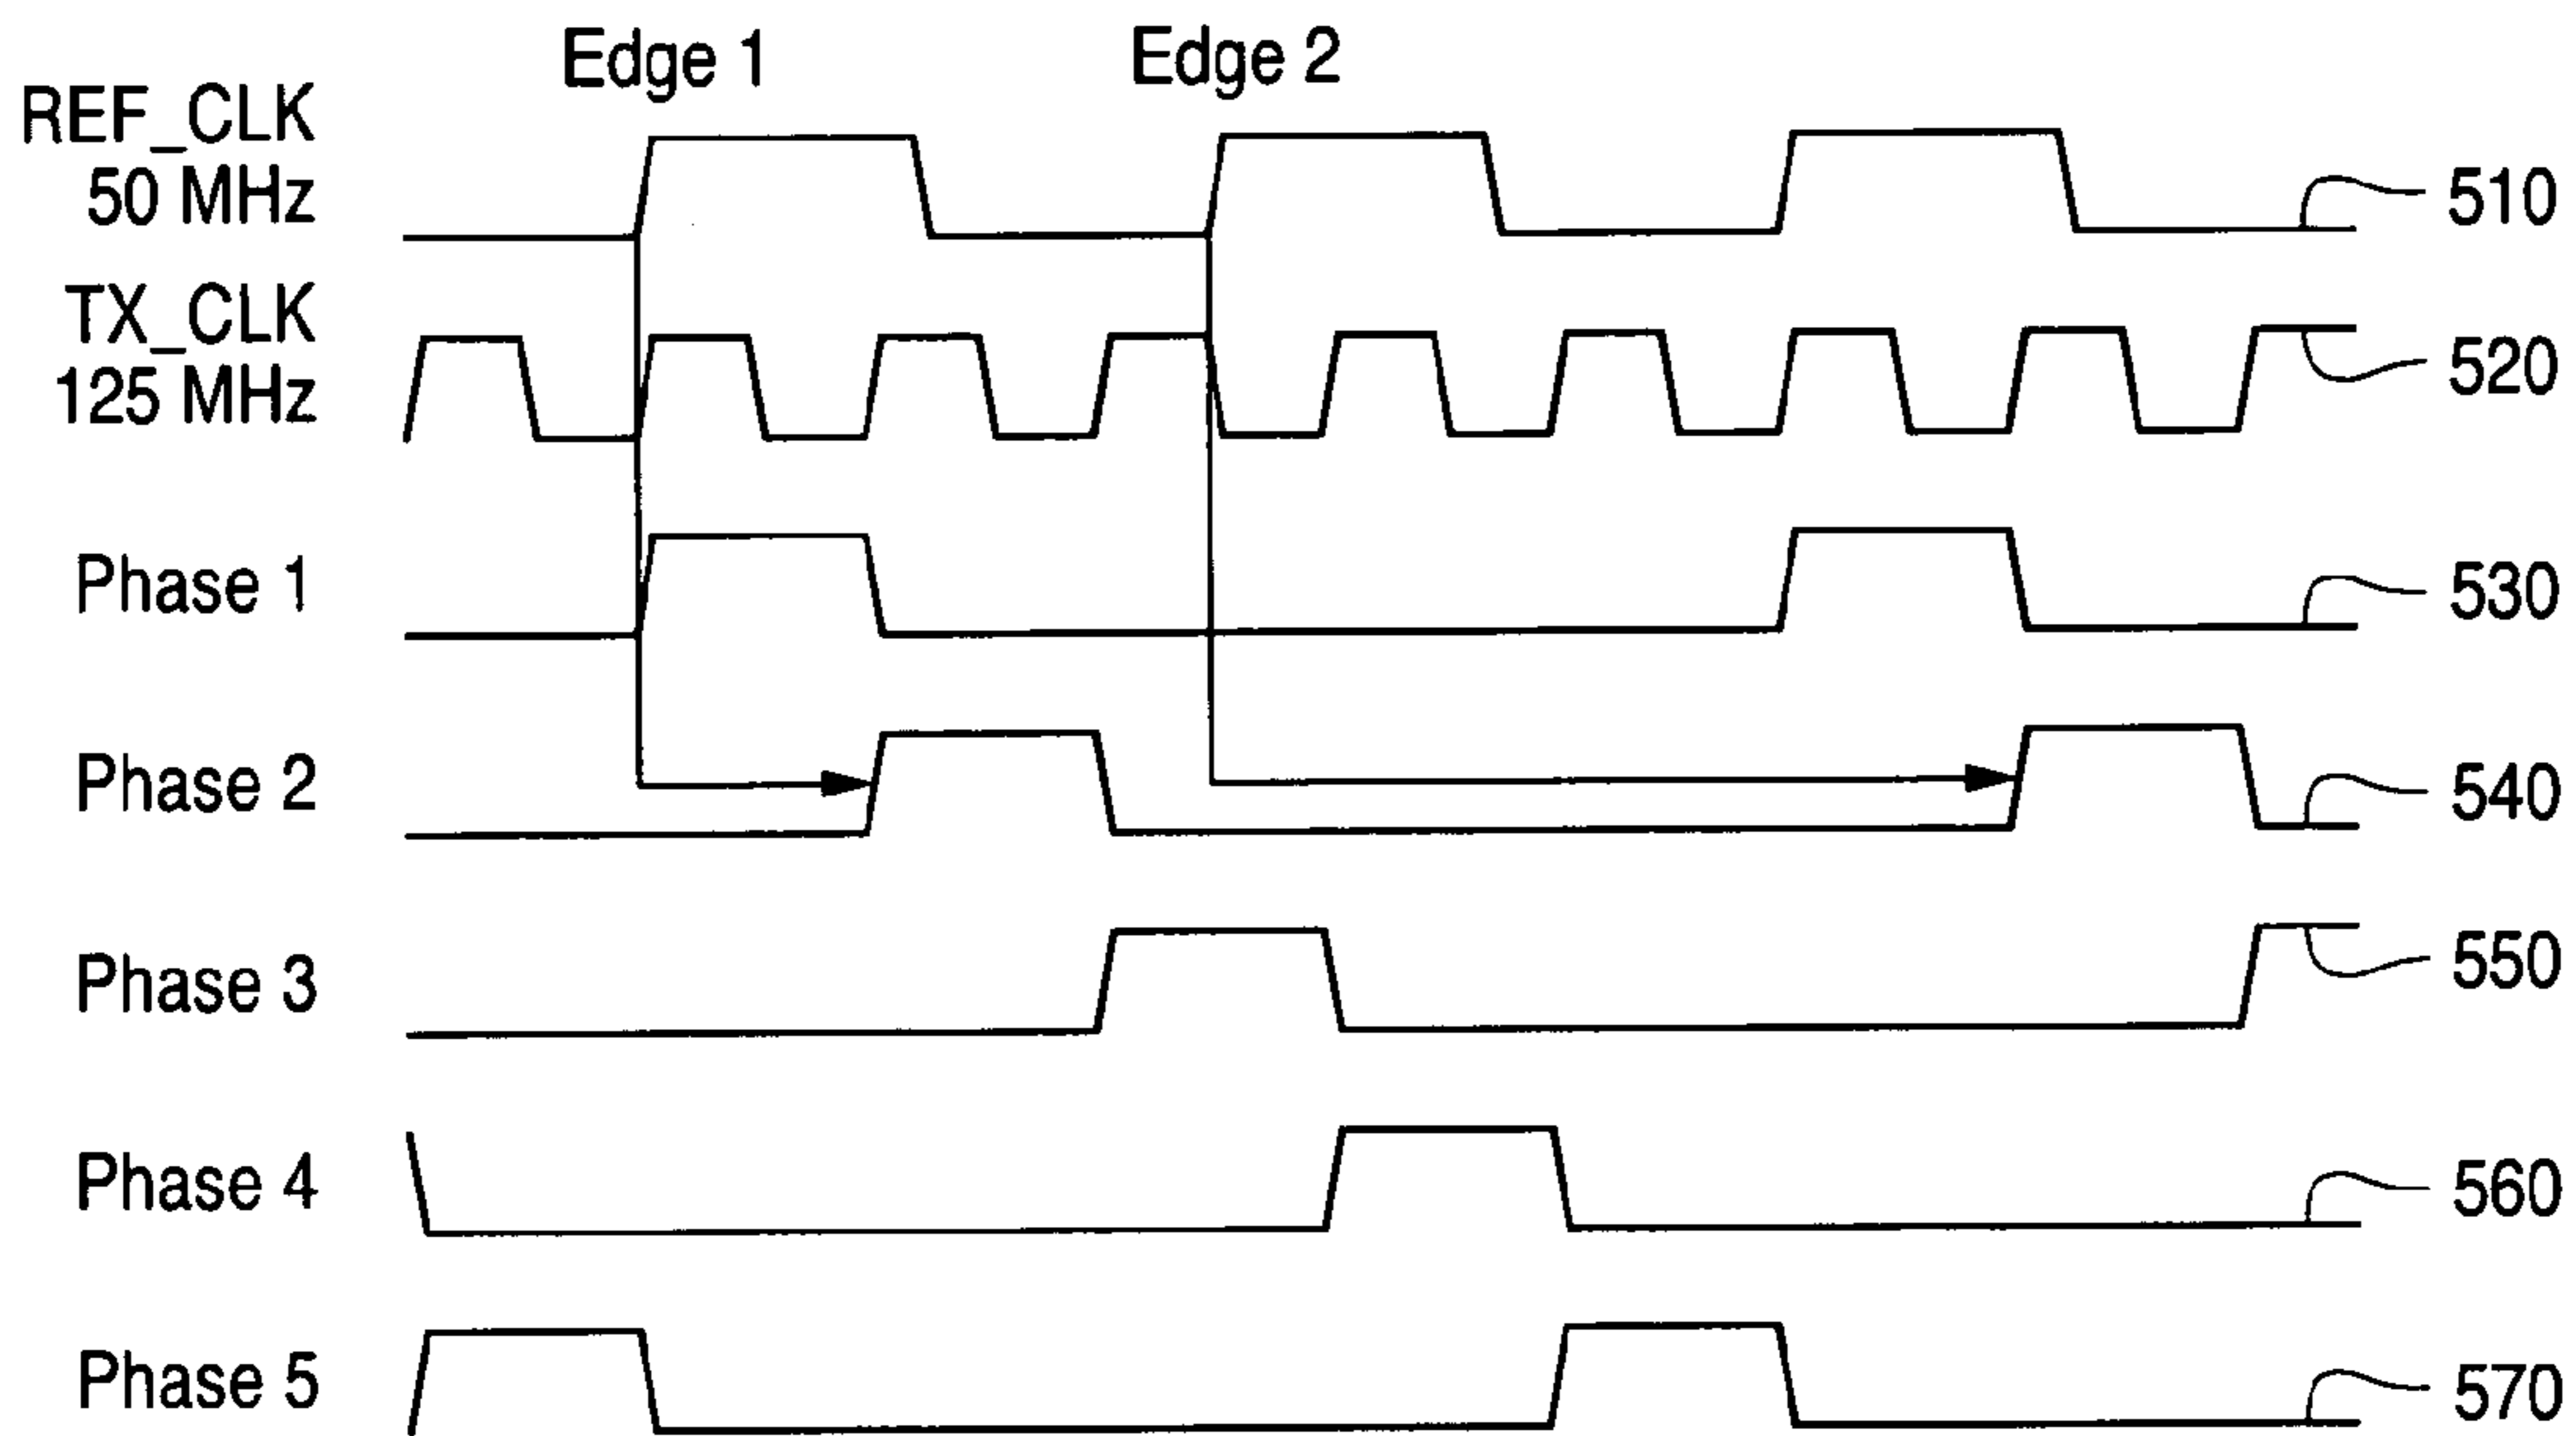 Edge 1 Edge 2
REF_CLK
50 MHz
510
TX_CLK
125 MHz
520
Phase 1
530
Phase 2
540
Phase 3
550
Phase 4
560
Phase 5
570